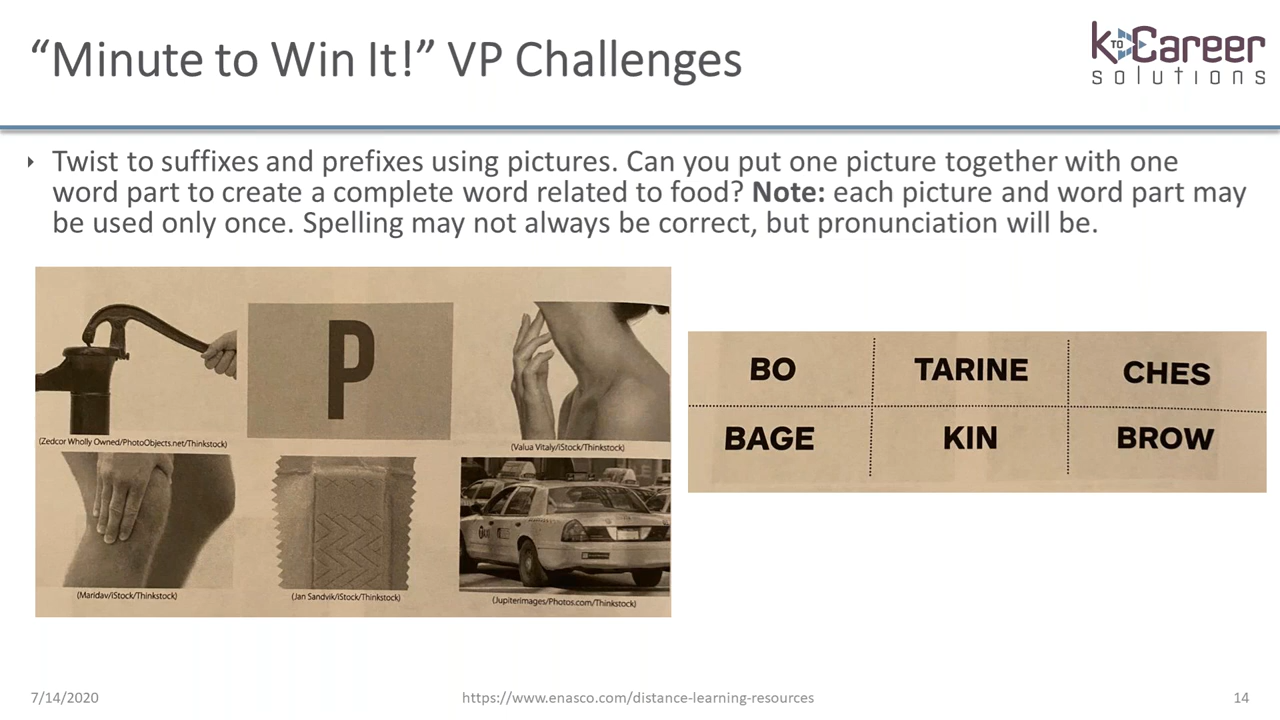 “Minute to Win It!” VP Challenges
K TO Career
solutions
‣ Twist to suffixes and prefixes using pictures. Can you put one picture together with one
word part to create a complete word related to food? Note: each picture and word part may
be used only once. Spelling may not always be correct, but pronunciation will be.
P
(Zedcor Wholly Owned/PhotoObjects.net/Thinkstock)
(Valua Vitaly/iStock/Thinkstock)
(Maridav/iStock/Thinkstock)
(Jan Sandvik/iStock/Thinkstock)
(Jupiterimages/Photos.com/Thinkstock)
BO TARINE CHES
BAGE KIN BROW
7/14/2020 https://www.enasco.com/distance-learning-resources 14